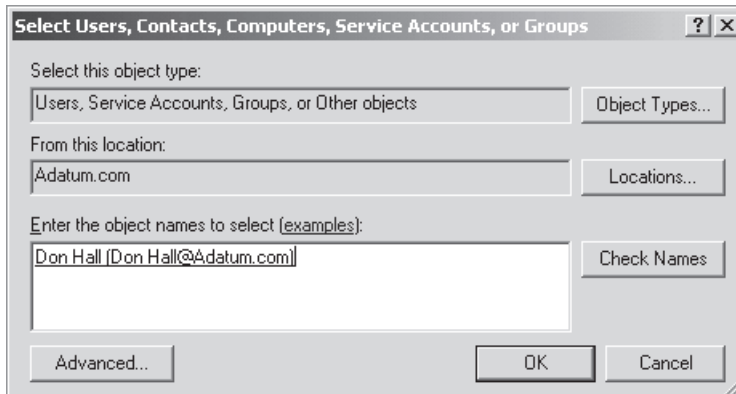 Select Users, Contacts, Computers, Service Accounts, or Groups
Select this object type:
Users, Service Accounts, Groups, or Other objects
Object Types...
From this location:
Adatum.com
Locations...
Enter the object names to select (examples):
Don Hall (Don Hall@Adatum.com)
Check Names
Advanced...
OK
Cancel